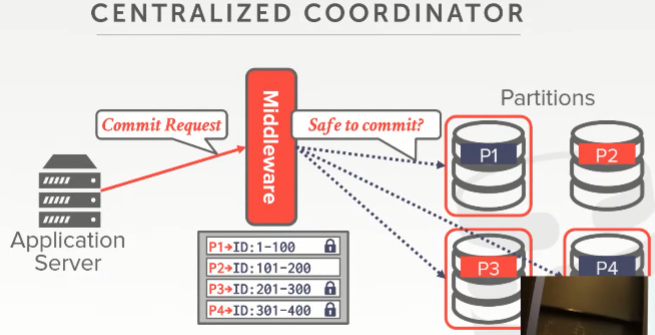 CENTRALIZED COORDINATOR
Partitions
Commit Request
Middleware
Safe to commit?
P1
P2
Application
Server
P1→ID:1-100
P2→ID:101-200
P3→ID:201-300
P4→ID:301-400
P3
P4